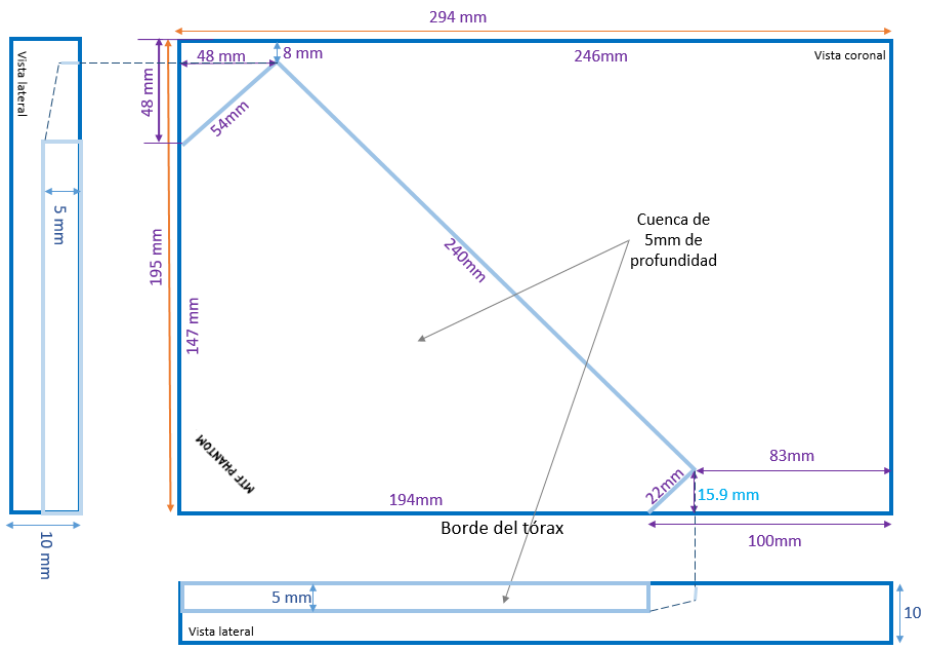 294 mm
Vista lateral
48 mm
8 mm
246mm
Vista coronal
48 mm
54mm
5 mm
Cuenca de
5mm de
profundidad
195 mm
240mm
147 mm
MTF PHANTOM
83mm
22mm
15.9 mm
194mm
Borde del tórax
100mm
10 mm
5 mm
10
Vista lateral